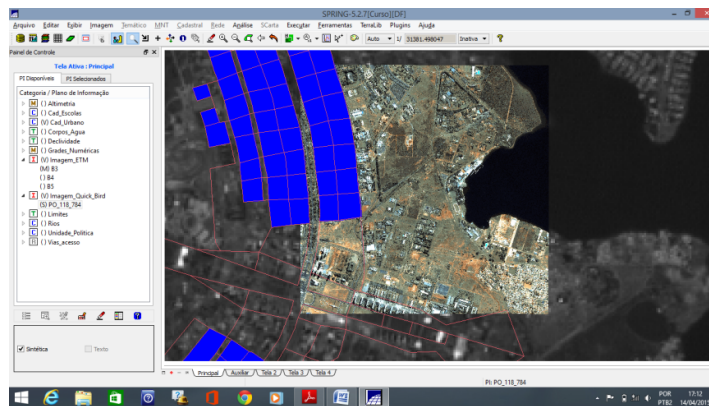 SPRING-5.2.7[Curso][DF]
Arquivo Editar Exibir Imagem Temático MNT Cadastral Rede Análise SCarta Executar Ferramentas TerraLib Plugins Ajuda
Auto 1/ 31381.498047 Inativa
Painel de Controle
Tela Ativa : Principal
PI Disponíveis PI Selecionados
Categoria / Plano de Informação
M () Altimetria
C () Cad_Escolas
C (V) Cad_Urbano
T () Corpos_Agua
T () Declividade
M () Grades_Numéricas
I (V) Imagem_ETM
(M) B3
() B4
() B5
I (V) Imagem_Quick_Bird
(S) PO_118_784
T () Limites
C () Rios
C () Unidade_Política
() Vias_acesso
Sintética Texto
Principal Auxiliar Tela 2 Tela 3 Tela 4
PI: PO_118_784
POR 17:12
PTB2 14/04/2015